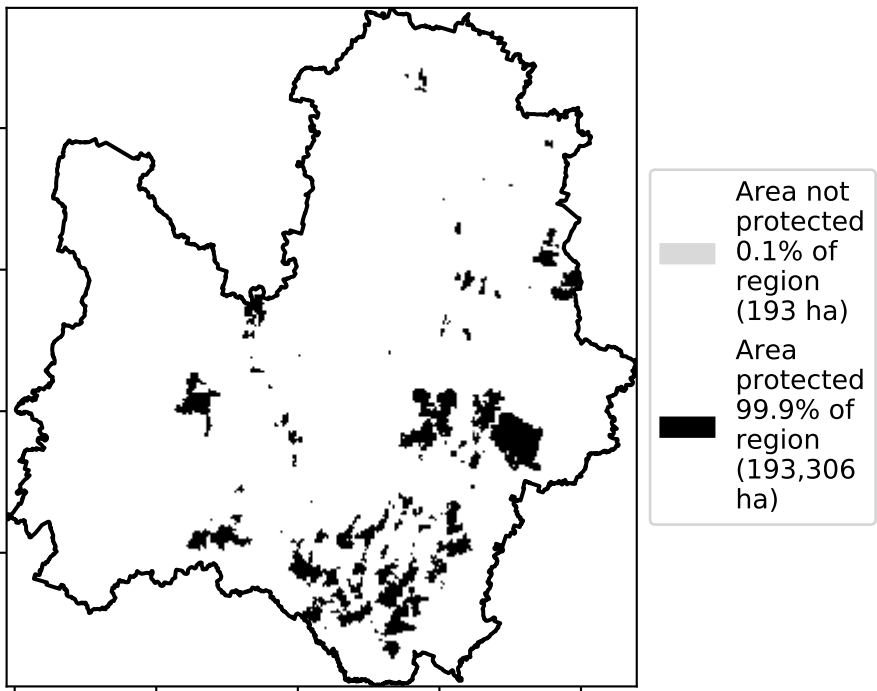 Area not
protected
0.1% of
region
(193 ha)
Area
protected
99.9% of
region
(193,306
ha)